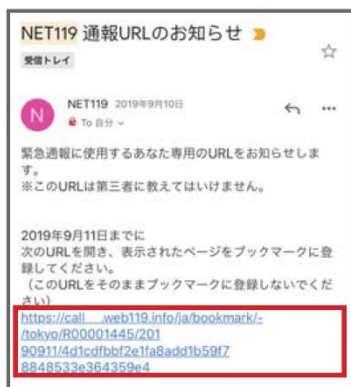 NET119 通報URLのお知らせ
受信トレイ
N
NET119 2019年9月10日
To 自分
緊急通報に使用するあなた専用のURLをお知らせしま
す。
※このURLは第三者に教えてはいけません。
2019年9月11日までに
次のURLを開き、表示されたページをブックマークに登
録してください。
（このURLをそのままブックマークに登録しないでくだ
さい）
https://call .web119.info/ja/bookmark/-
/tokyo/R00001445/201
90911/4d1cdfbbf2e1fa8add1b59f7
8848533e364359e4